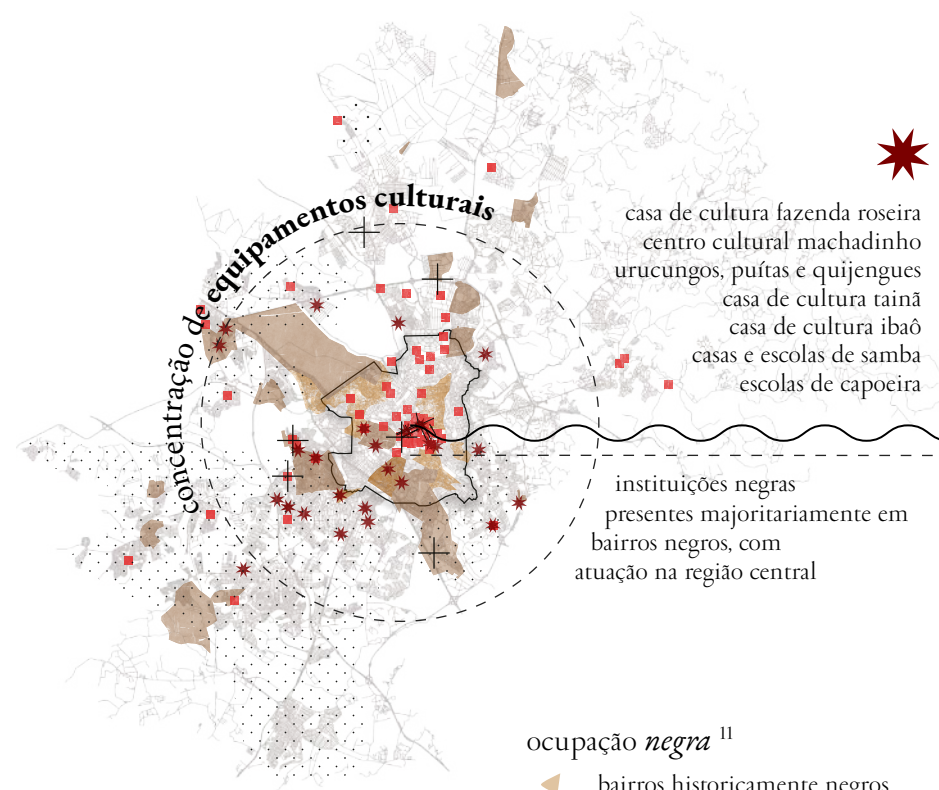 concentração de equipamentos culturais
casa de cultura fazenda roseira
centro cultural machadinho
urucungos, puítas e quijengues
casa de cultura tainã
casa de cultura ibaô
casas e escolas de samba
escolas de capoeira
instituições negras
presentes majoritariamente em
bairros negros, com
atuação na região central
ocupação negra 11
bairros historicamente negros